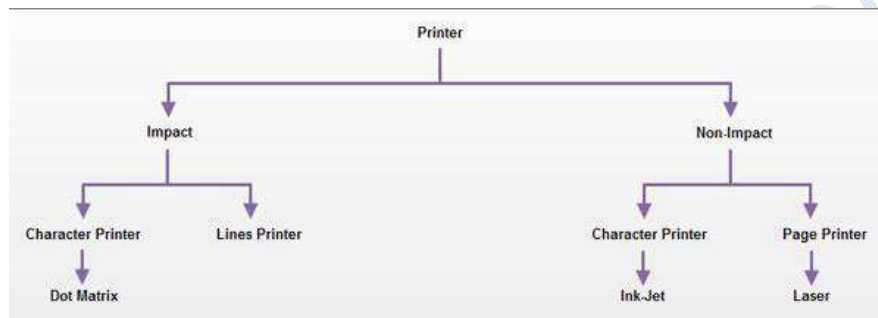 Printer
Impact Non-Impact
Character Printer Lines Printer Character Printer Page Printer
Dot Matrix Ink-Jet Laser